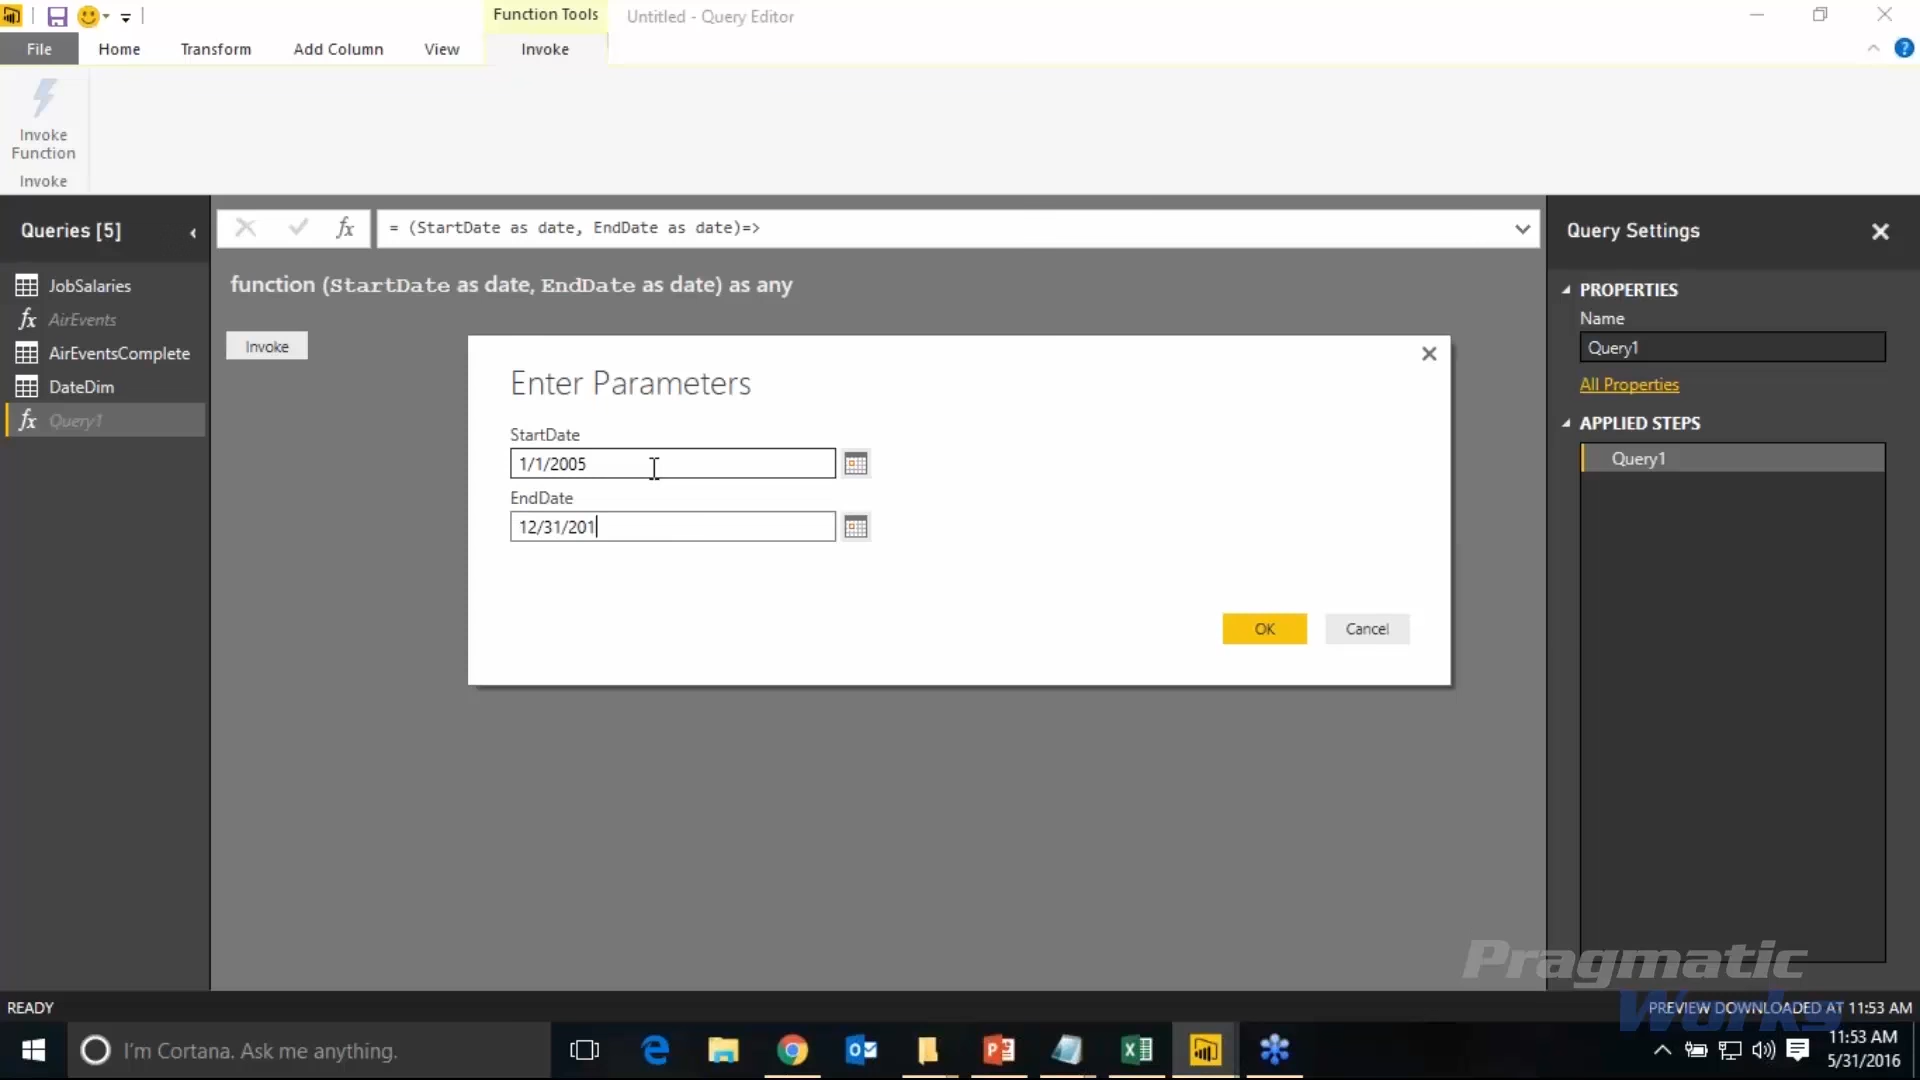 Function Tools
Untitled - Query Editor
File
Home
Transform
Add Column
View
Invoke
Invoke
Function
Invoke
Queries [5]
JobSalaries
fx AirEvents
AirEventsComplete
DateDim
fx Query1
fx
= (StartDate as date, EndDate as date)=>
function (StartDate as date, EndDate as date) as any
Invoke
Enter Parameters
StartDate
1/1/2005
EndDate
12/31/201
OK
Cancel
Query Settings
PROPERTIES
Name
Query1
All Properties
APPLIED STEPS
Query1
Pragmatic
Works
READY
PREVIEW DOWNLOADED AT 11:53 AM
I'm Cortana. Ask me anything.
11:53 AM
5/31/2016